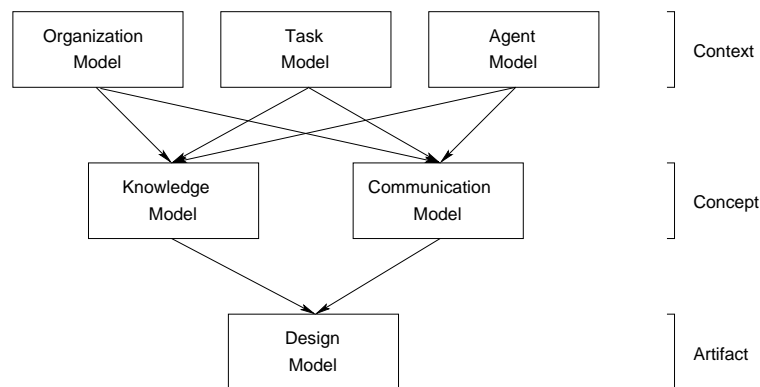 Organization
Model
Task
Model
Agent
Model
Context
Knowledge
Model
Communication
Model
Concept
Design
Model
Artifact